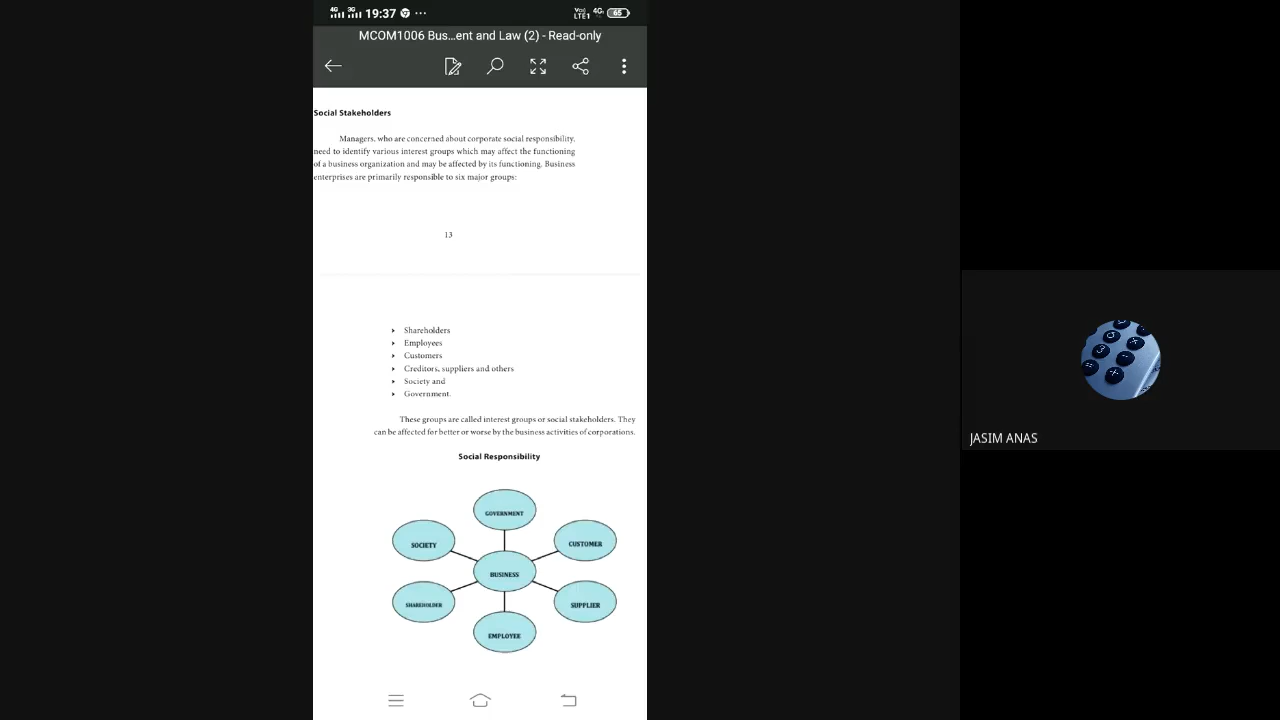 4G 3G 19:37
LTE1 4G 65
MCOM1006 Bus...ent and Law (2) - Read-only
Social Stakeholders
Managers, who are concerned about corporate social responsibility,
need to identify various interest groups which may affect the functioning
of a business organization and may be affected by its functioning. Business
enterprises are primarily responsible to six major groups:
13
Shareholders
Employees
Customers
Creditors, suppliers and others
Society and
Government.
These groups are called interest groups or social stakeholders. They
can be affected for better or worse by the business activities of corporations.
Social Responsibility
GOVERNMENT
SOCIETY
CUSTOMER
BUSINESS
SHAREHOLDER
SUPPLIER
EMPLOYEE
JASIM ANAS